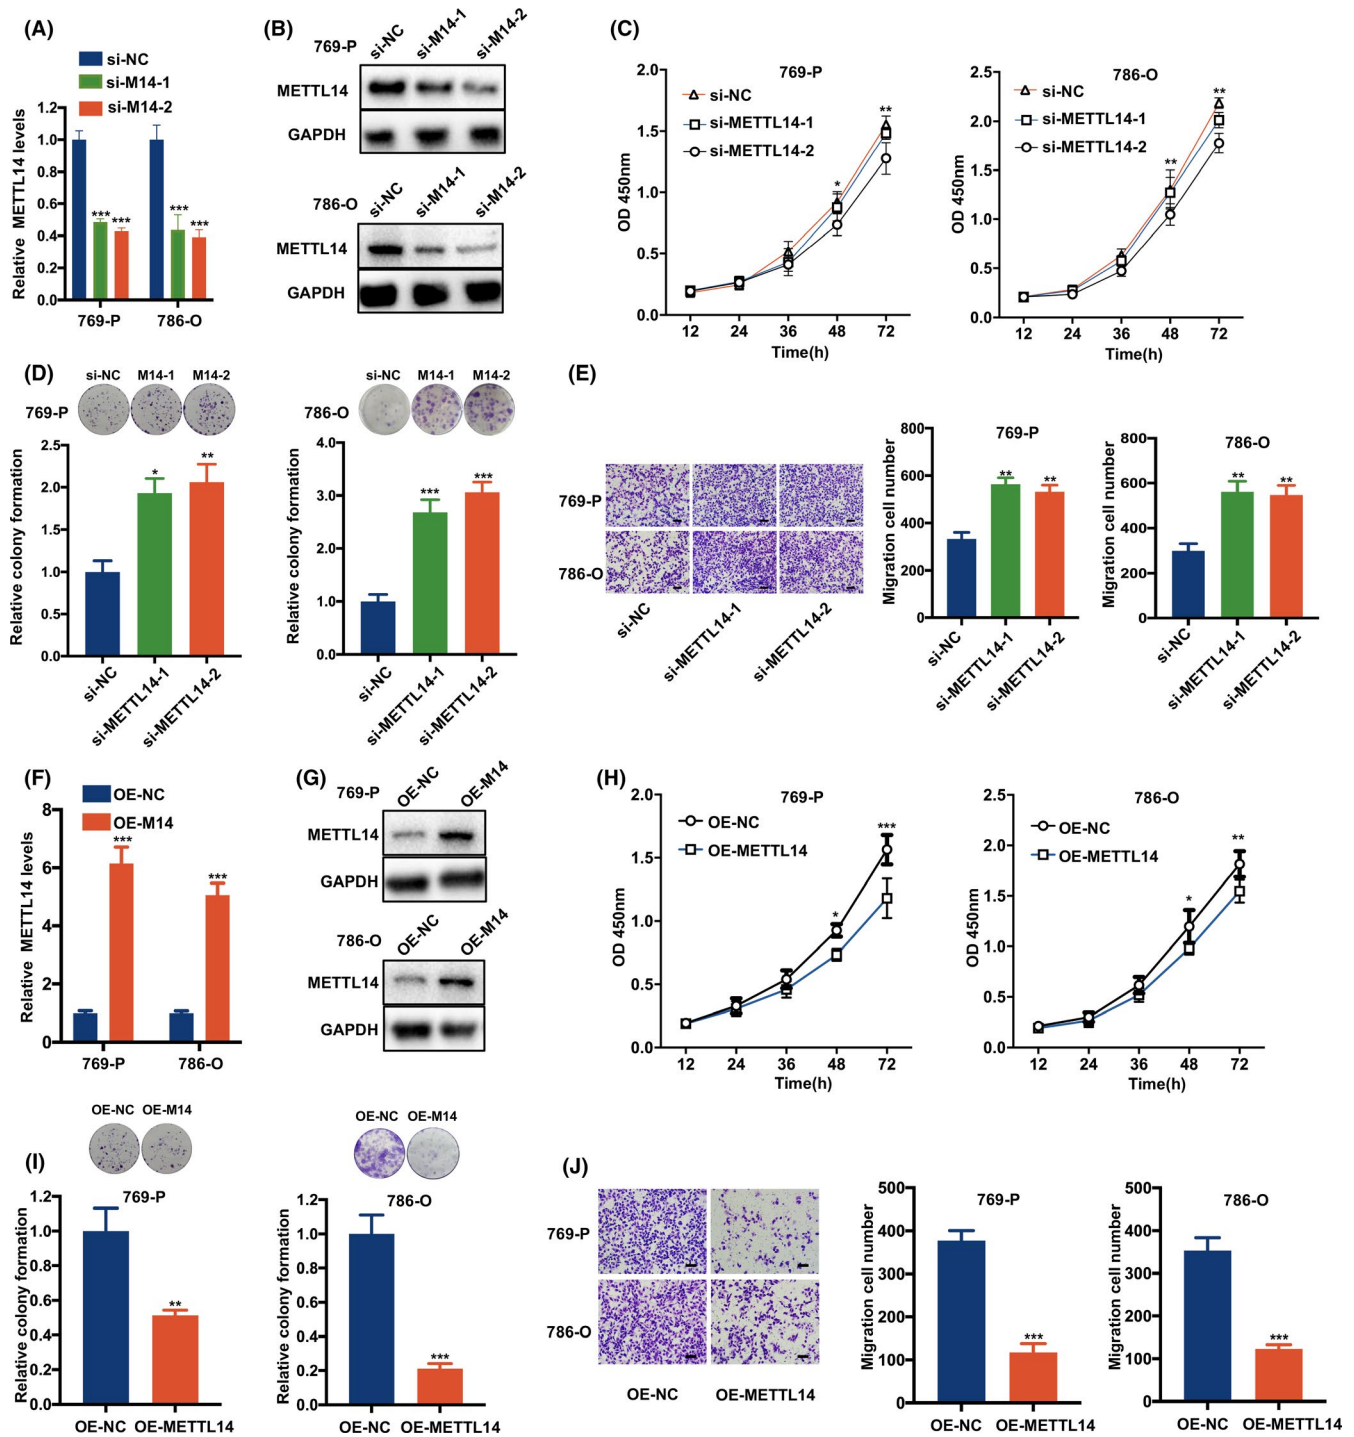 (A)
si-NC
si-M14-1
si-M14-2
Relative METTL14 levels
1.2
1.0
0.8
0.6
0.4
0.2
0.0
*** ***
*** ***
769-P 786-O
(B)
769-P si-NC si-M14-1 si-M14-2
METTL14
GAPDH
786-O si-NC si-M14-1 si-M14-2
METTL14
GAPDH
(C)
769-P
si-NC
si-METTL14-1
si-METTL14-2
OD 450nm
2.0
1.5
1.0
0.5
0.0
* **
12 24 36 48 72
Time(h)
786-O
si-NC
si-METTL14-1
si-METTL14-2
OD 450nm
2.5
2.0
1.5
1.0
0.5
0.0
** **
12 24 36 48 72
Time(h)
(D)
si-NC M14-1 M14-2
769-P
Relative colony formation
2.5
2.0
1.5
1.0
0.5
0.0
* **
si-NC si-METTL14-1 si-METTL14-2
si-NC M14-1 M14-2
786-O
Relative colony formation
4.0
3.0
2.0
1.0
0.0
*** ***
si-NC si-METTL14-1 si-METTL14-2
(E)
769-P
786-O
si-NC si-METTL14-1 si-METTL14-2
769-P
Migration cell number
800
600
400
200
0
** **
si-NC si-METTL14-1 si-METTL14-2
786-O
Migration cell number
800
600
400
200
0
** **
si-NC si-METTL14-1 si-METTL14-2
(F)
OE-NC
OE-M14
Relative METTL14 levels
8
6
4
2
0
*** ***
769-P 786-O
(G)
769-P OE-NC OE-M14
METTL14
GAPDH
786-O OE-NC OE-M14
METTL14
GAPDH
(H)
769-P
OE-NC
OE-METTL14
OD 450nm
2.0
1.5
1.0
0.5
0.0
* ***
12 24 36 48 72
Time(h)
786-O
OE-NC
OE-METTL14
OD 450nm
2.5
2.0
1.5
1.0
0.5
0.0
* **
12 24 36 48 72
Time(h)
(I)
OE-NC OE-M14
769-P
Relative colony formation
1.2
1.0
0.8
0.6
0.4
0.2
0.0
**
OE-NC OE-METTL14
OE-NC OE-M14
786-O
Relative colony formation
1.2
1.0
0.8
0.6
0.4
0.2
0.0
***
OE-NC OE-METTL14
(J)
769-P
786-O
OE-NC OE-METTL14
769-P
Migration cell number
500
400
300
200
100
0
***
OE-NC OE-METTL14
786-O
Migration cell number
500
400
300
200
100
0
***
OE-NC OE-METTL14